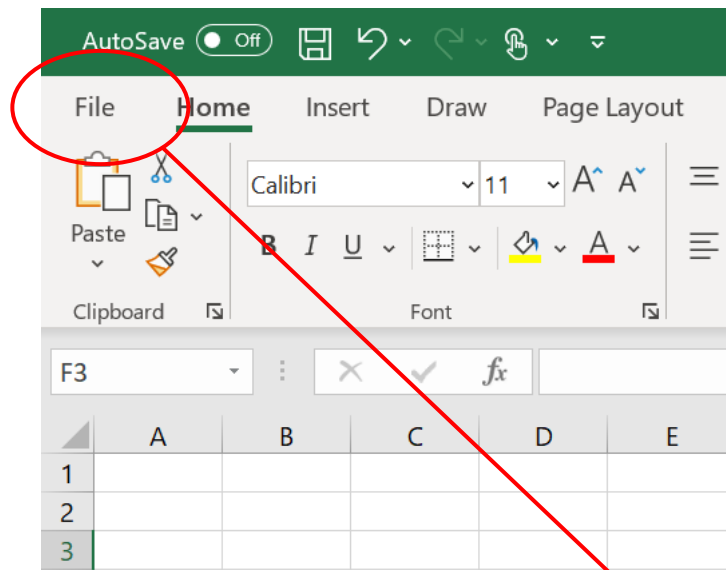 AutoSave Off
File Home Insert Draw Page Layout
Calibri 11 A A
Paste
B I U A
Clipboard Font
F3 fx
A B C D E
1
2
3